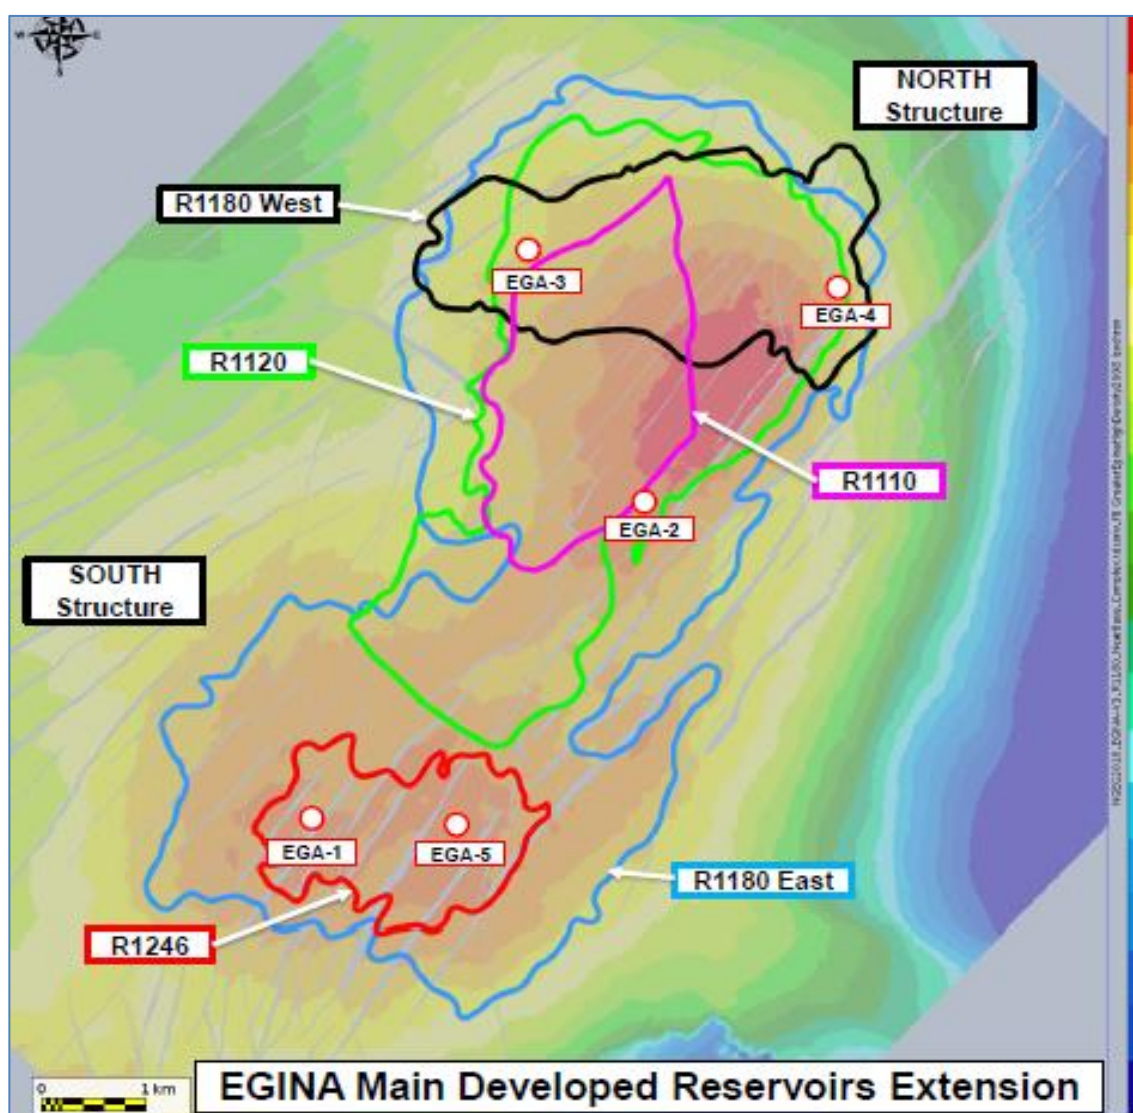 W
E
NORTH
Structure
R1180 West
EGA-3
EGA-4
R1120
R1110
EGA-2
SOUTH
Structure
EGA-1
EGA-5
R1180 East
R1246
0 1 km
EGINA Main Developed Reservoirs Extension